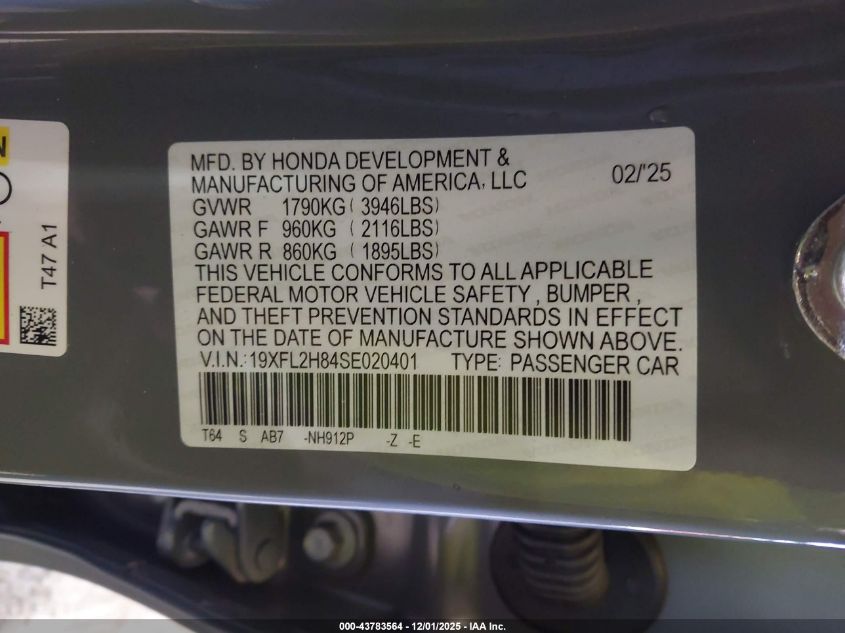 N
T47 A1
MFD. BY HONDA DEVELOPMENT &
MANUFACTURING OF AMERICA, LLC 02/'25
GVWR 1790KG ( 3946LBS)
GAWR F 960KG ( 2116LBS)
GAWR R 860KG ( 1895LBS)
THIS VEHICLE CONFORMS TO ALL APPLICABLE
FEDERAL MOTOR VEHICLE SAFETY , BUMPER ,
AND THEFT PREVENTION STANDARDS IN EFFECT
ON THE DATE OF MANUFACTURE SHOWN ABOVE.
V.I.N.: 19XFL2H84SE020401 TYPE: PASSENGER CAR
T64 S AB7 -NH912P -Z -E
000-43783564 - 12/01/2025 - IAA Inc.